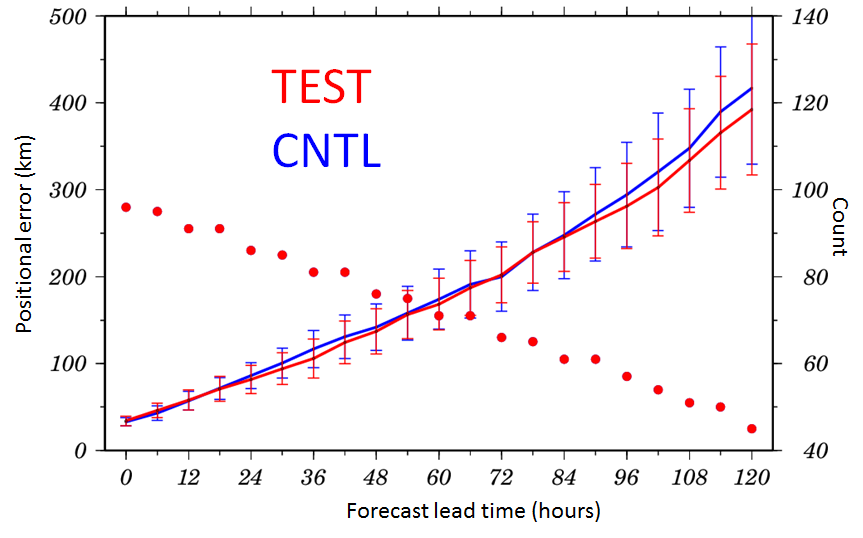 500
400
300
200
100
0
Positional error (km)
TEST
CNTL
140
120
100
80
60
40
Count
0 12 24 36 48 60 72 84 96 108 120
Forecast lead time (hours)